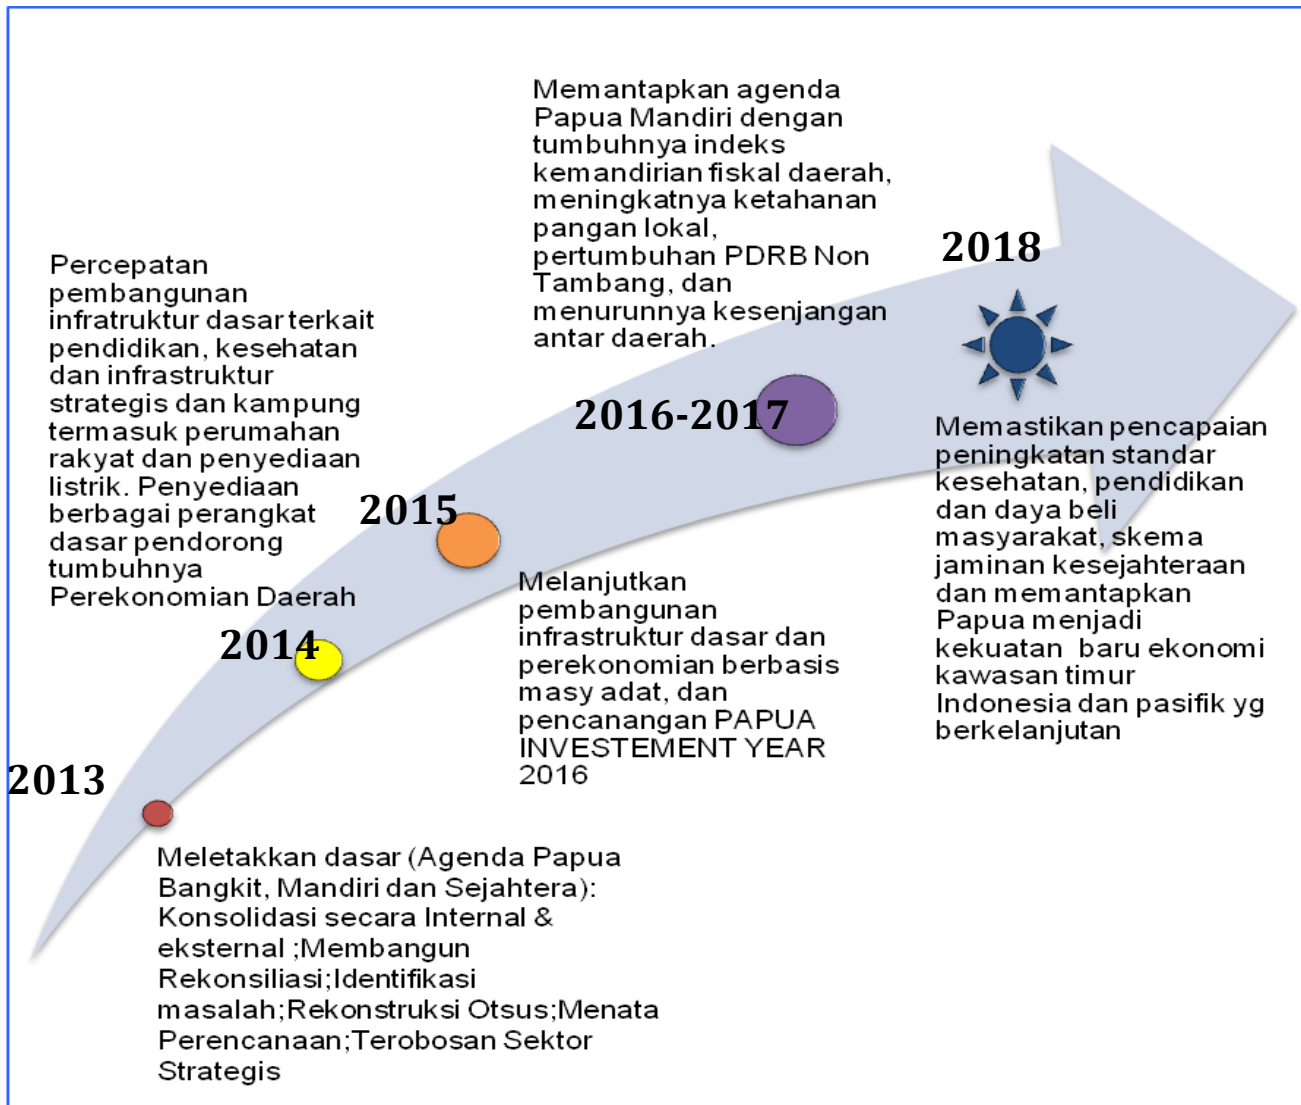 Memantapkan agenda
Papua Mandiri dengan
tumbuhnya indeks
kemandirian fiskal daerah,
meningkatnya ketahanan
pangan lokal,
pertumbuhan PDRB Non
Tambang, dan
menurunnya kesenjangan
antar daerah.
2018
Percepatan
pembangunan
infratruktur dasar terkait
pendidikan, kesehatan
dan infrastruktur
strategis dan kampung
termasuk perumahan
rakyat dan penyediaan
listrik. Penyediaan
berbagai perangkat
dasar pendorong
tumbuhnya
Perekonomian Daerah
2016-2017
Memastikan pencapaian
peningkatan standar
kesehatan, pendidikan
dan daya beli
masyarakat, skema
jaminan kesejahteraan
dan memantapkan
Papua menjadi
kekuatan baru ekonomi
kawasan timur
Indonesia dan pasifik yg
berkelanjutan
2015
Melanjutkan
pembangunan
infrastruktur dasar dan
perekonomian berbasis
masy adat, dan
pencanangan PAPUA
INVESTEMENT YEAR
2016
2014
2013
Meletakkan dasar (Agenda Papua
Bangkit, Mandiri dan Sejahtera):
Konsolidasi secara Internal &
eksternal ;Membangun
Rekonsiliasi;Identifikasi
masalah;Rekonstruksi Otsus;Menata
Perencanaan;Terobosan Sektor
Strategis